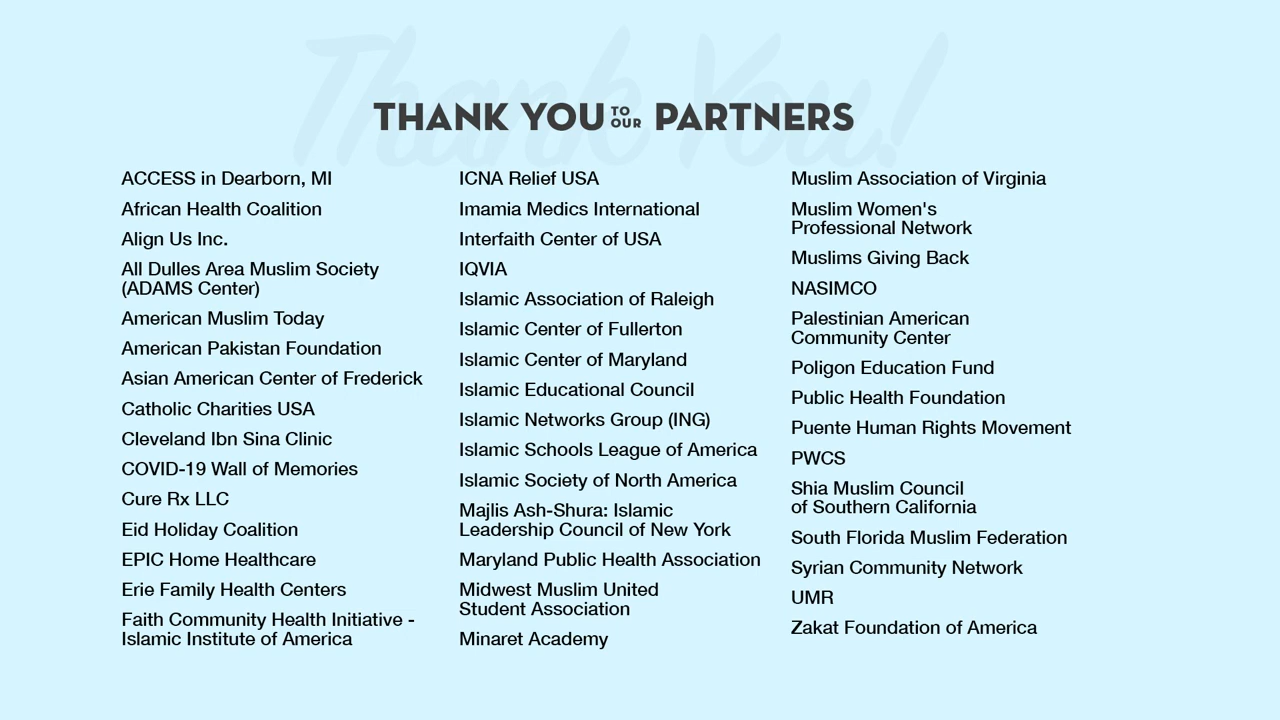 Thank You!
THANK YOU TO OUR PARTNERS
ACCESS in Dearborn, MI
African Health Coalition
Align Us Inc.
All Dulles Area Muslim Society
(ADAMS Center)
American Muslim Today
American Pakistan Foundation
Asian American Center of Frederick
Catholic Charities USA
Cleveland Ibn Sina Clinic
COVID-19 Wall of Memories
Cure Rx LLC
Eid Holiday Coalition
EPIC Home Healthcare
Erie Family Health Centers
Faith Community Health Initiative -
Islamic Institute of America
ICNA Relief USA
Imamia Medics International
Interfaith Center of USA
IQVIA
Islamic Association of Raleigh
Islamic Center of Fullerton
Islamic Center of Maryland
Islamic Educational Council
Islamic Networks Group (ING)
Islamic Schools League of America
Islamic Society of North America
Majlis Ash-Shura: Islamic
Leadership Council of New York
Maryland Public Health Association
Midwest Muslim United
Student Association
Minaret Academy
Muslim Association of Virginia
Muslim Women's
Professional Network
Muslims Giving Back
NASIMCO
Palestinian American
Community Center
Poligon Education Fund
Public Health Foundation
Puente Human Rights Movement
PWCS
Shia Muslim Council
of Southern California
South Florida Muslim Federation
Syrian Community Network
UMR
Zakat Foundation of America